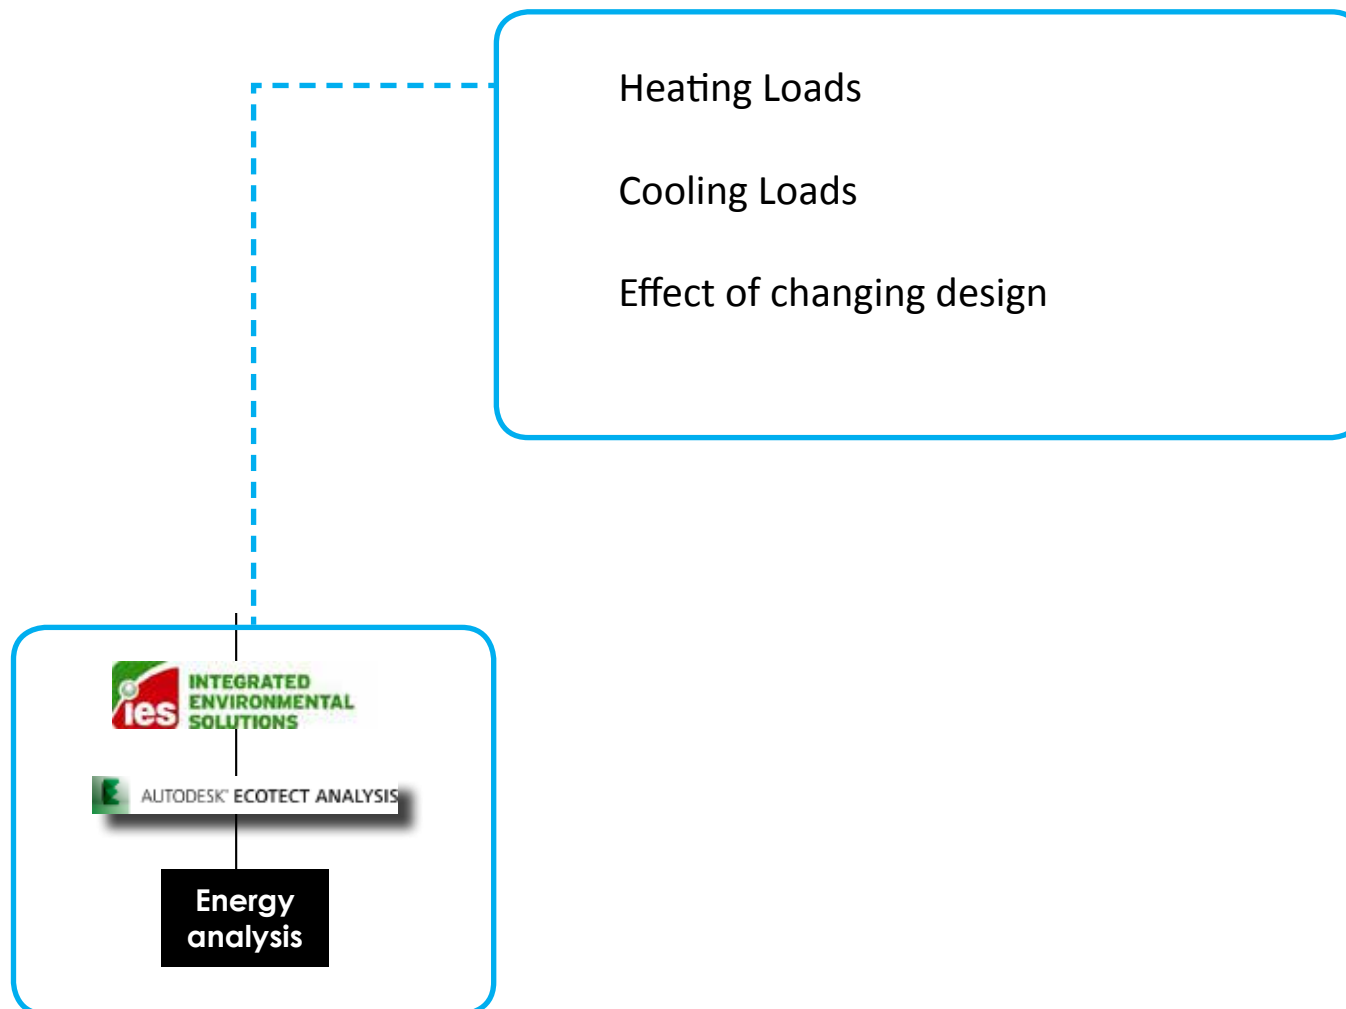 Heating Loads
Cooling Loads
Effect of changing design
ies
INTEGRATED
ENVIRONMENTAL
SOLUTIONS
E
AUTODESK® ECOTECT ANALYSIS
Energy
analysis